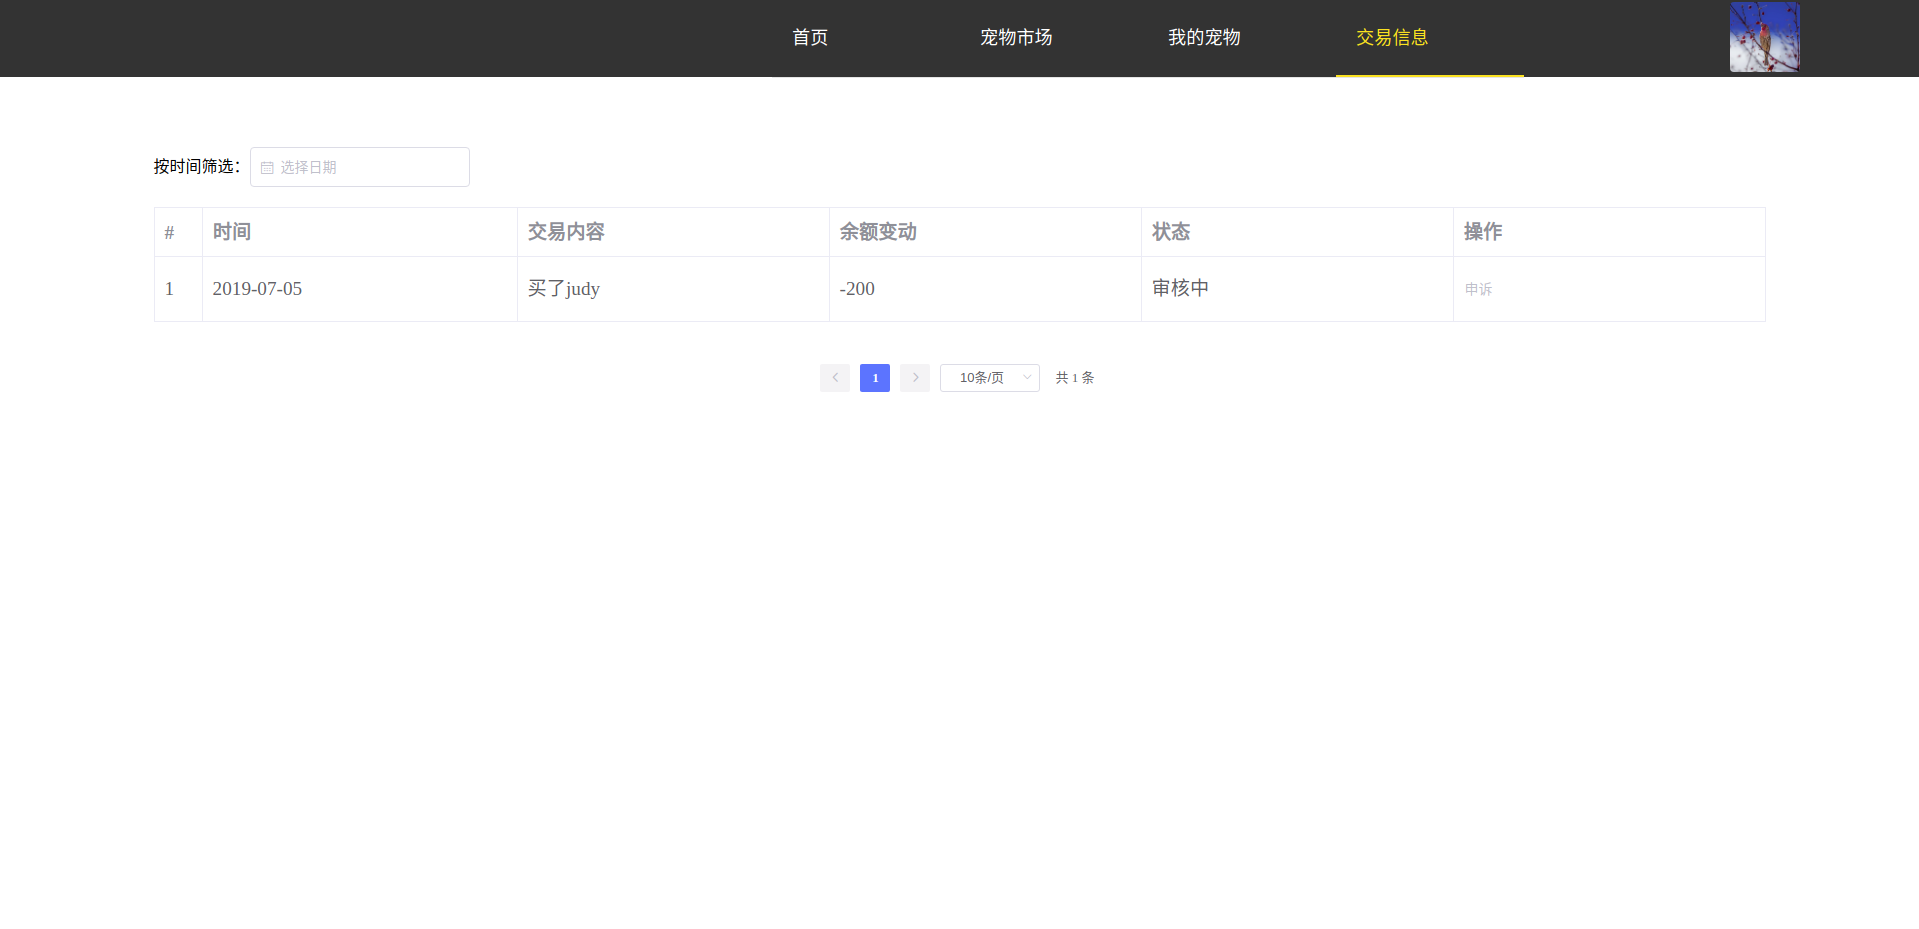 首页 宠物市场 我的宠物 交易信息
按时间筛选： 选择日期
# 时间 交易内容 余额变动 状态 操作
1 2019-07-05 买了judy -200 审核中 申诉
1 10条/页 共 1 条